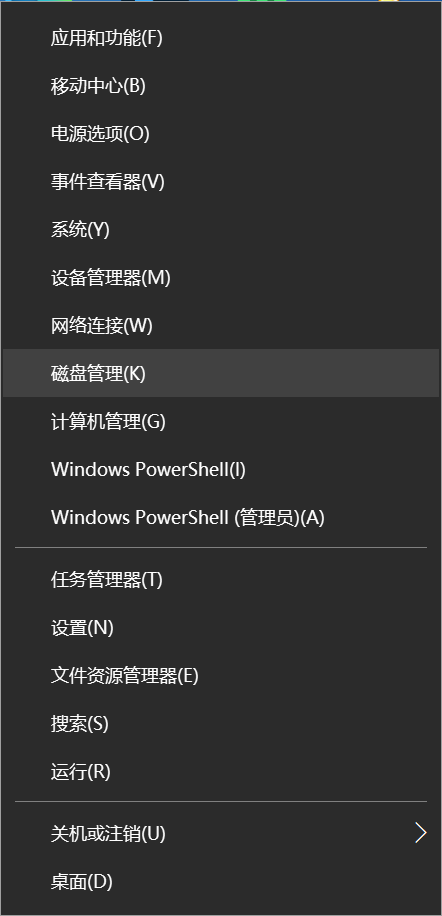 应用和功能(F)
移动中心(B)
电源选项(O)
事件查看器(V)
系统(Y)
设备管理器(M)
网络连接(W)
磁盘管理(K)
计算机管理(G)
Windows PowerShell(I)
Windows PowerShell (管理员)(A)
任务管理器(T)
设置(N)
文件资源管理器(E)
搜索(S)
运行(R)
关机或注销(U)
桌面(D)